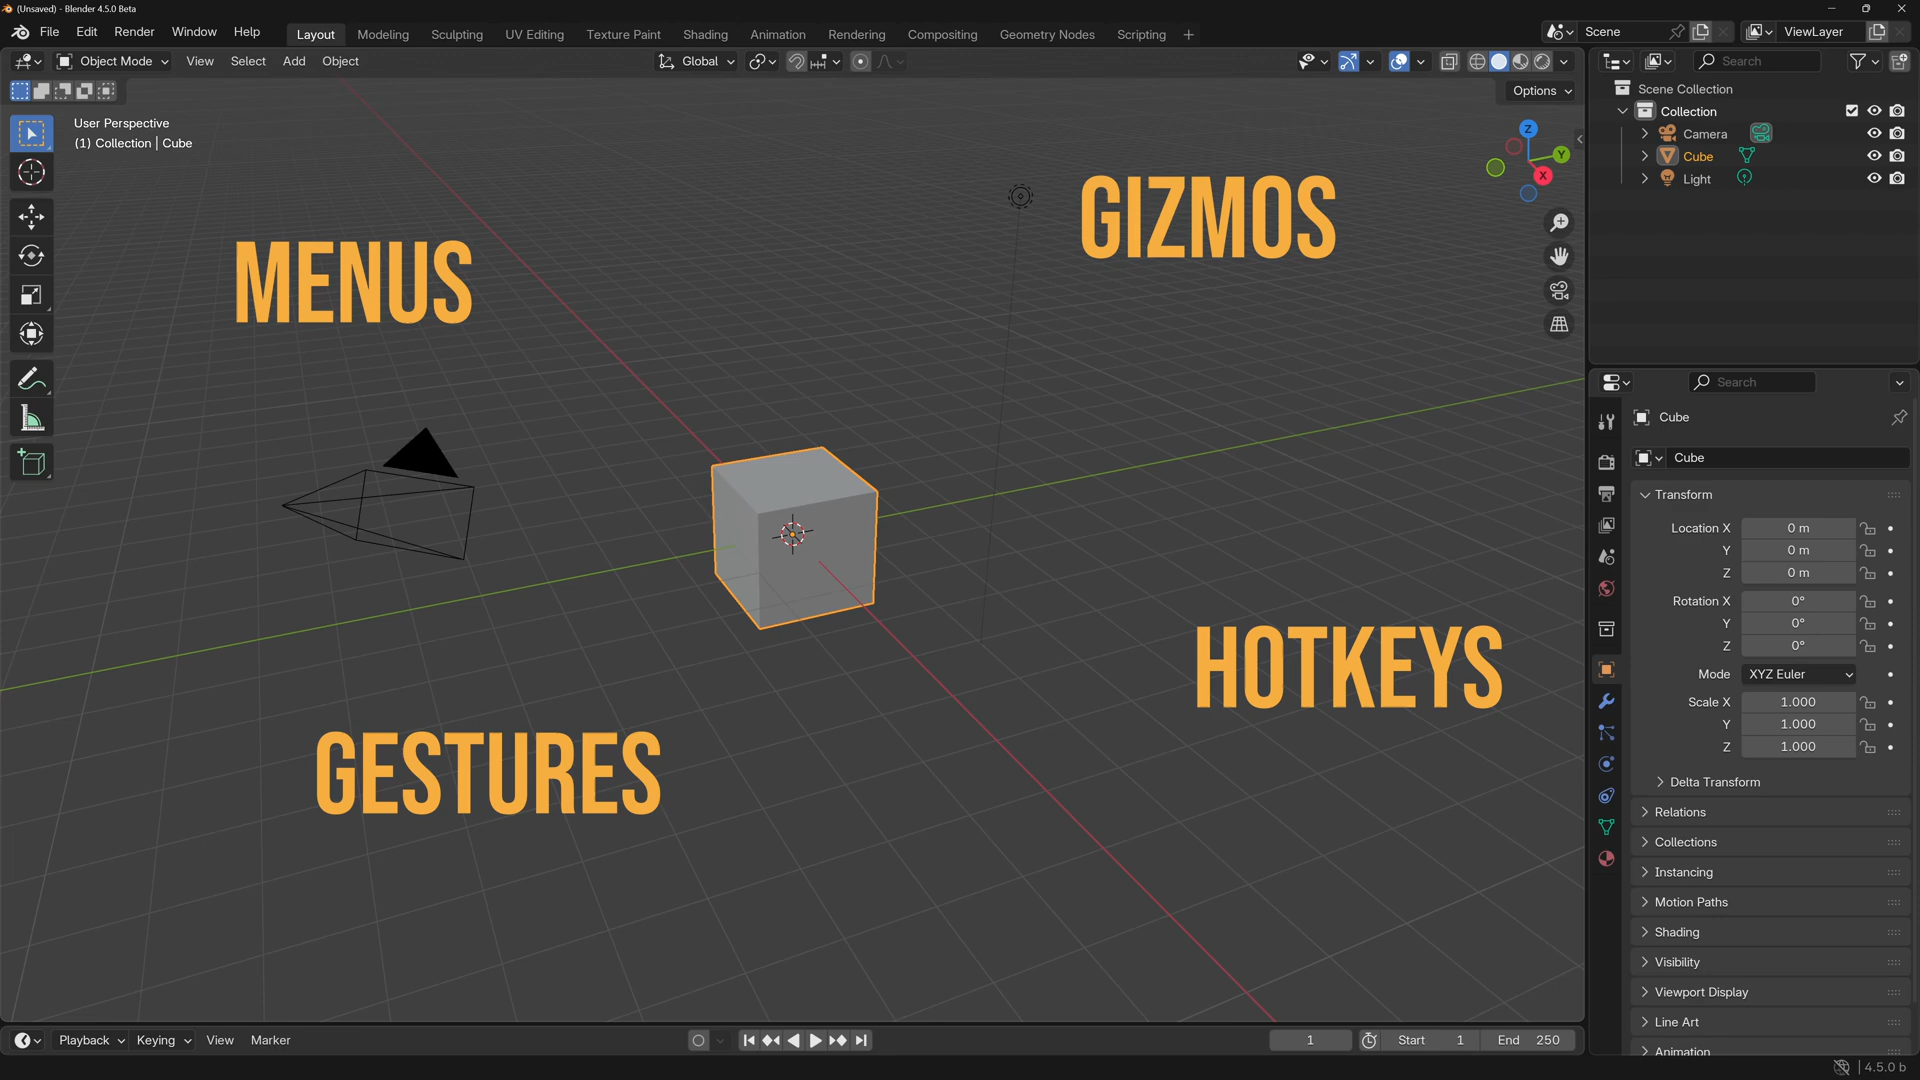 (Unsaved) - Blender 4.5.0 Beta
File Edit Render Window Help
Layout Modeling Sculpting UV Editing Texture Paint Shading Animation Rendering Compositing Geometry Nodes Scripting +
Scene
ViewLayer
Object Mode View Select Add Object
Global
Search
Options
User Perspective
(1) Collection | Cube
Z
Y
X
Scene Collection
Collection
Camera
Cube
Light
GIZMOS
MENUS
HOTKEYS
GESTURES
Search
Cube
Cube
Transform
Location X 0 m
Y 0 m
Z 0 m
Rotation X 0°
Y 0°
Z 0°
Mode XYZ Euler
Scale X 1.000
Y 1.000
Z 1.000
Delta Transform
Relations
Collections
Instancing
Motion Paths
Shading
Visibility
Viewport Display
Line Art
Animation
Playback Keying View Marker
1
Start 1
End 250
4.5.0 b